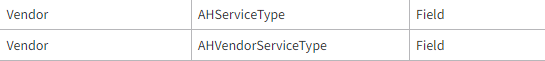 Vendor AHServiceType Field
Vendor AHVendorServiceType Field